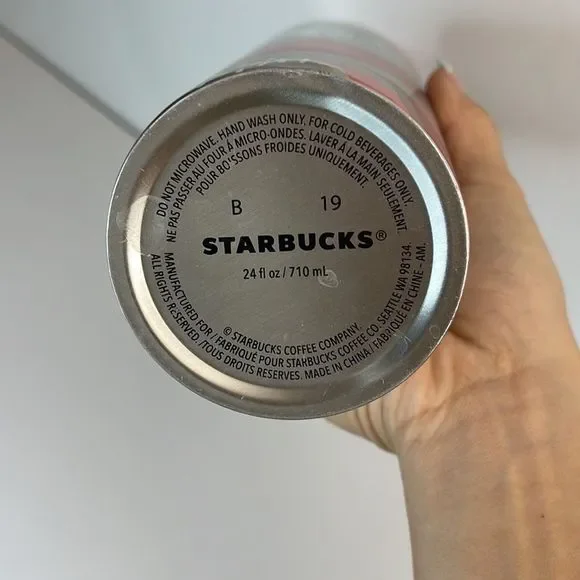 DO NOT MICROWAVE. HAND WASH ONLY. FOR COLD BEVERAGES ONLY.
NE PAS PASSER AU FOUR À MICRO-ONDES. LAVER À LA MAIN SEULEMENT.
POUR BOISSONS FROIDES UNIQUEMENT.
B 19
STARBUCKS®
24 fl oz / 710 mL
© STARBUCKS COFFEE COMPANY.
MANUFACTURED FOR / FABRIQUÉ POUR STARBUCKS COFFEE CO. SEATTLE WA 98134
ALL RIGHTS RESERVED. /TOUS DROITS RESERVES. MADE IN CHINA / FABRIQUÉ EN CHINE - AM.